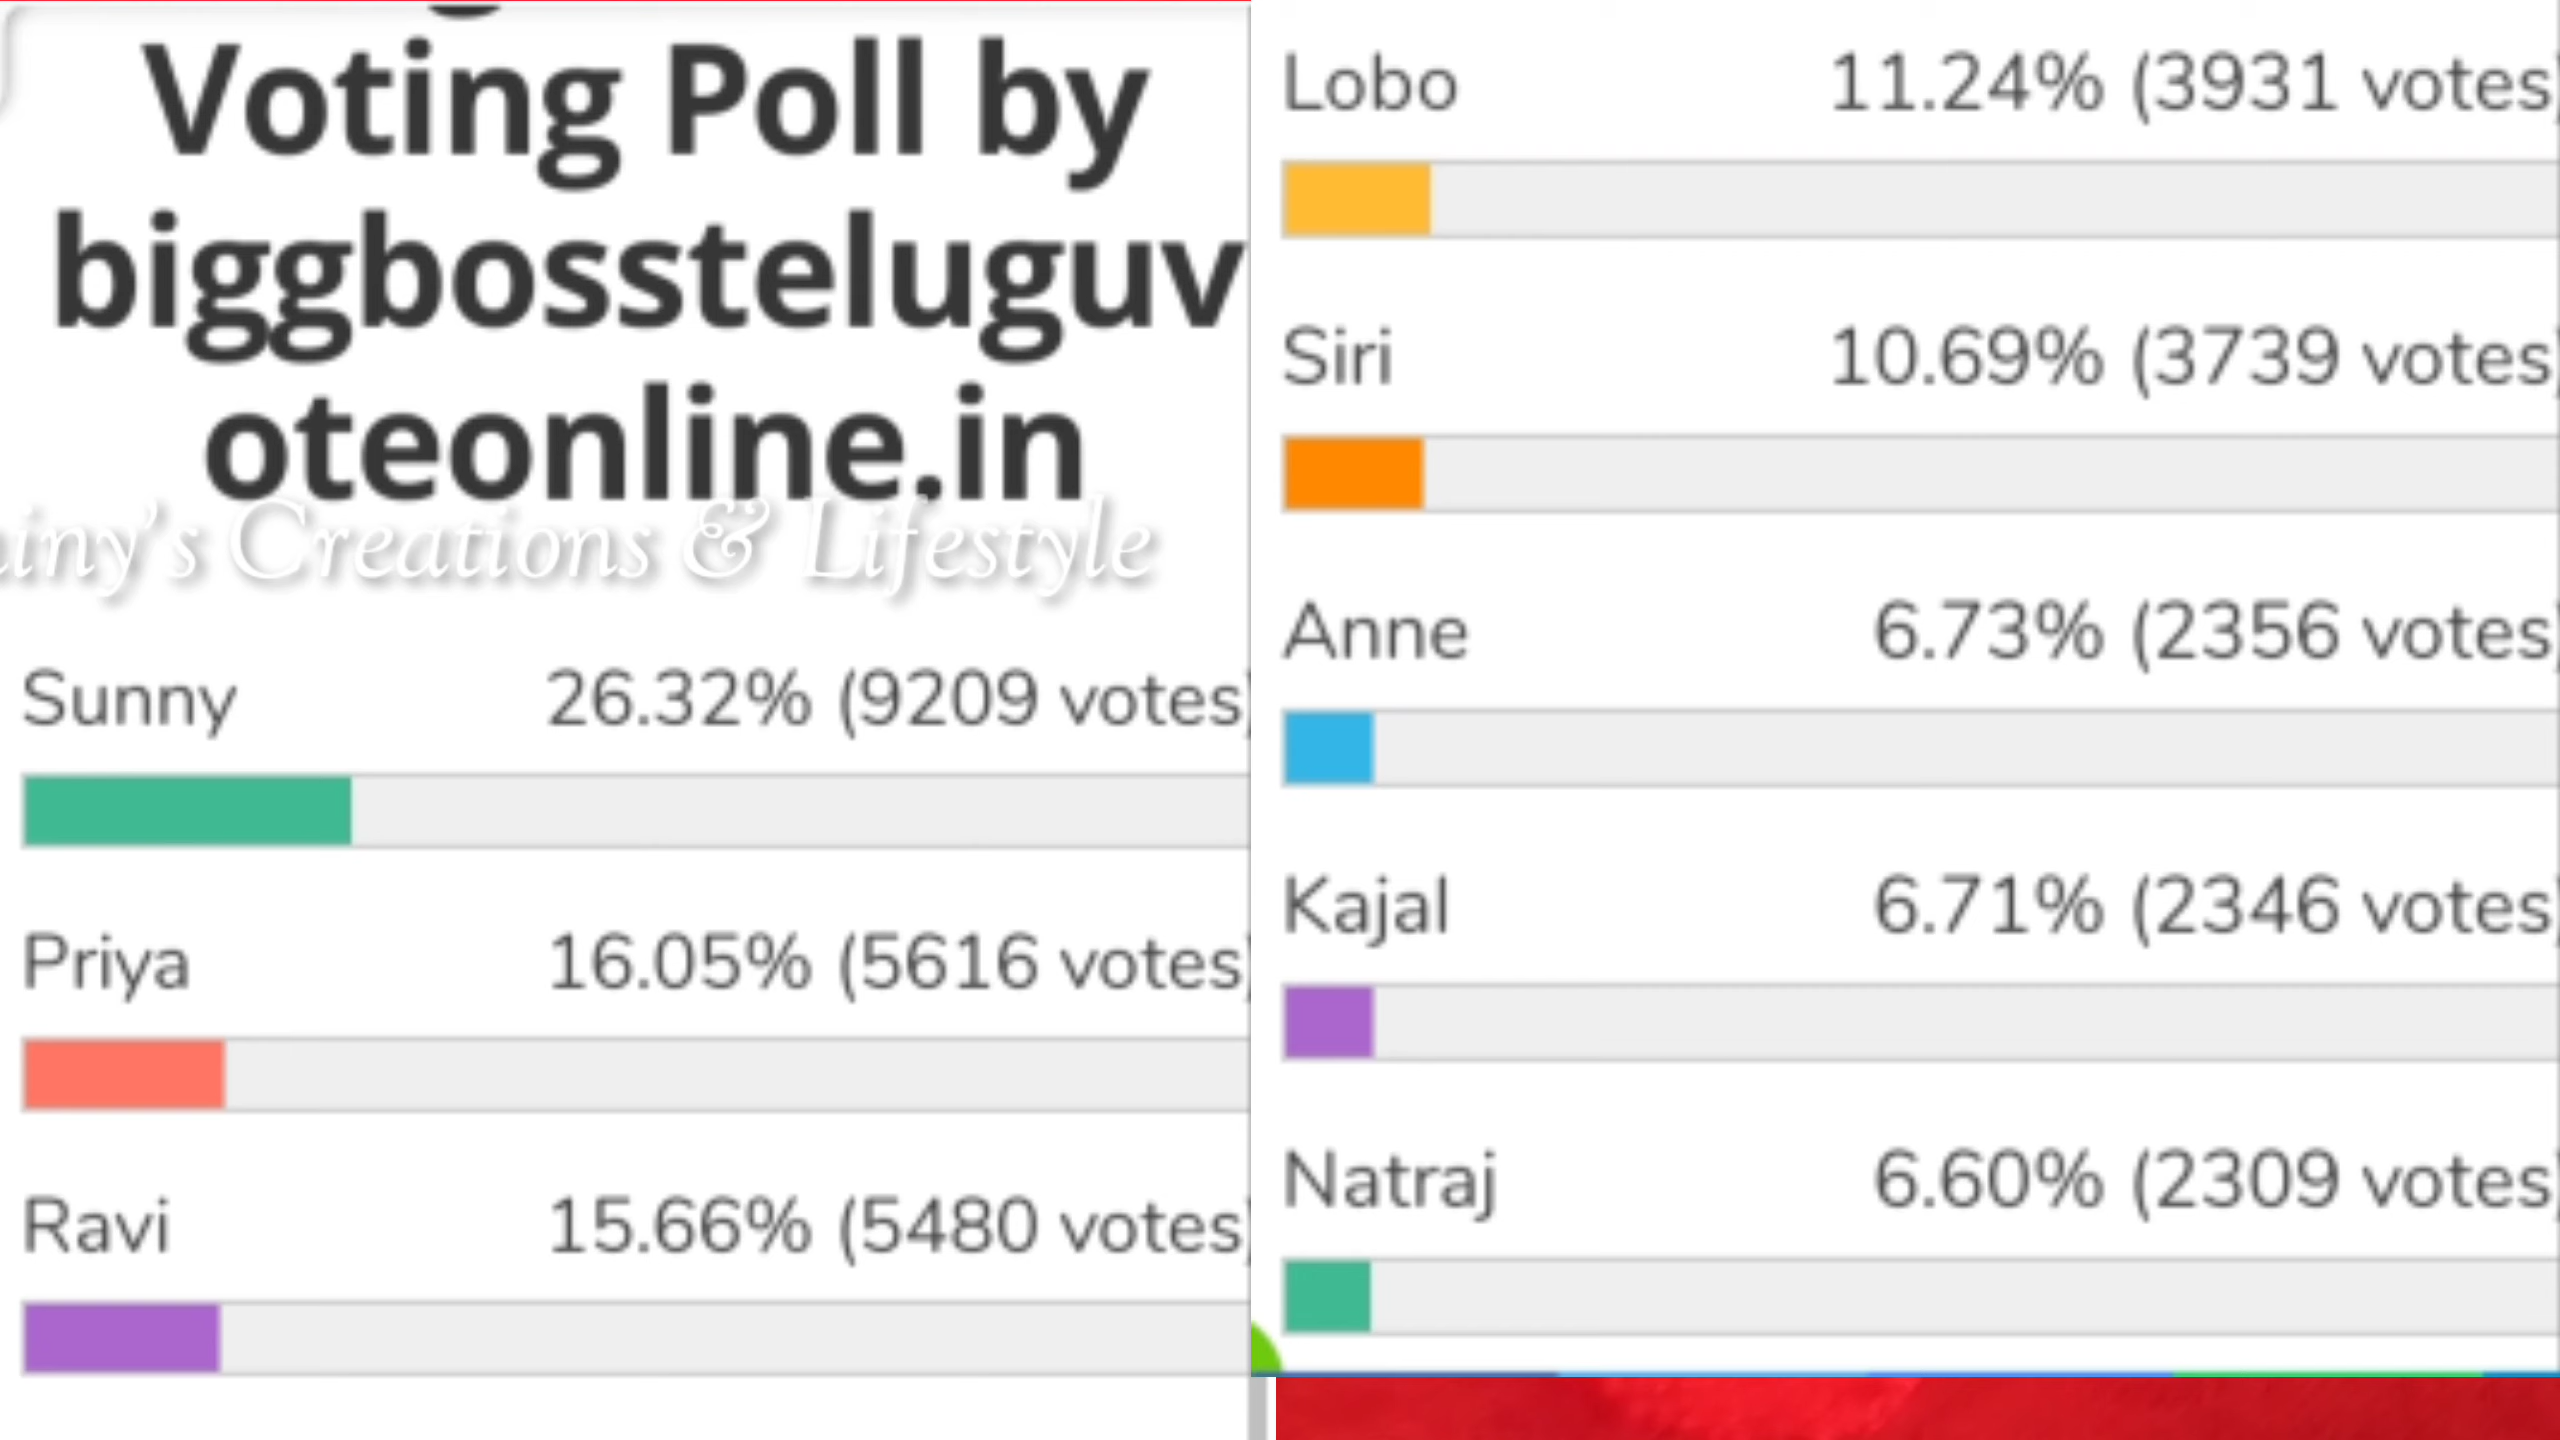 Voting Poll by
biggbossteluguv
oteonline.in
Creations & Lifestyle
Sunny 26.32% (9209 votes)
Priya 16.05% (5616 votes)
Ravi 15.66% (5480 votes)
Lobo 11.24% (3931 votes)
Siri 10.69% (3739 votes)
Anne 6.73% (2356 votes)
Kajal 6.71% (2346 votes)
Natraj 6.60% (2309 votes)